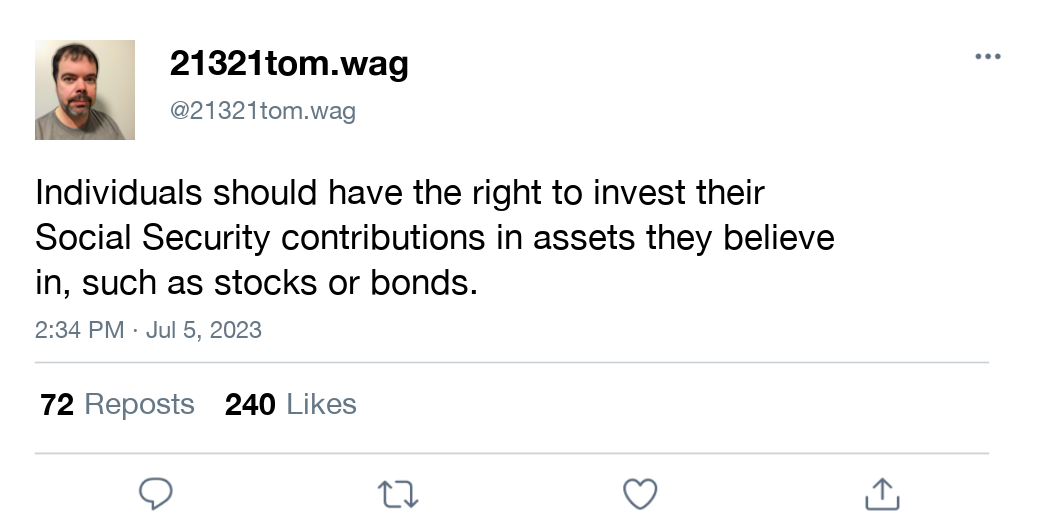 21321tom.wag
@21321tom.wag
Individuals should have the right to invest their
Social Security contributions in assets they believe
in, such as stocks or bonds.
2:34 PM · Jul 5, 2023
72 Reposts 240 Likes